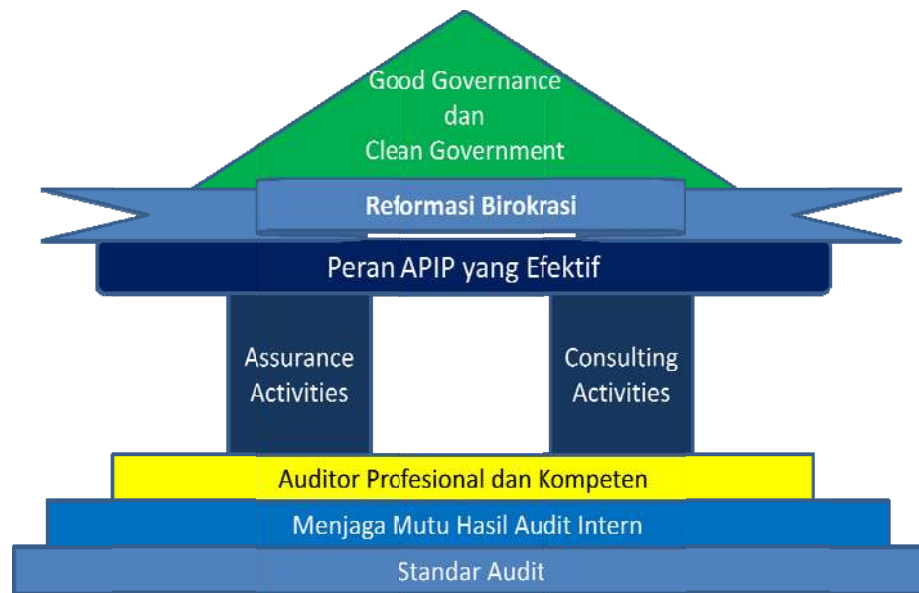 Good Governance
dan
Clean Government
Reformasi Birokrasi
Peran APIP yang Efektif
Assurance
Activities
Consulting
Activities
Auditor Profesional dan Kompeten
Menjaga Mutu Hasil Audit Intern
Standar Audit